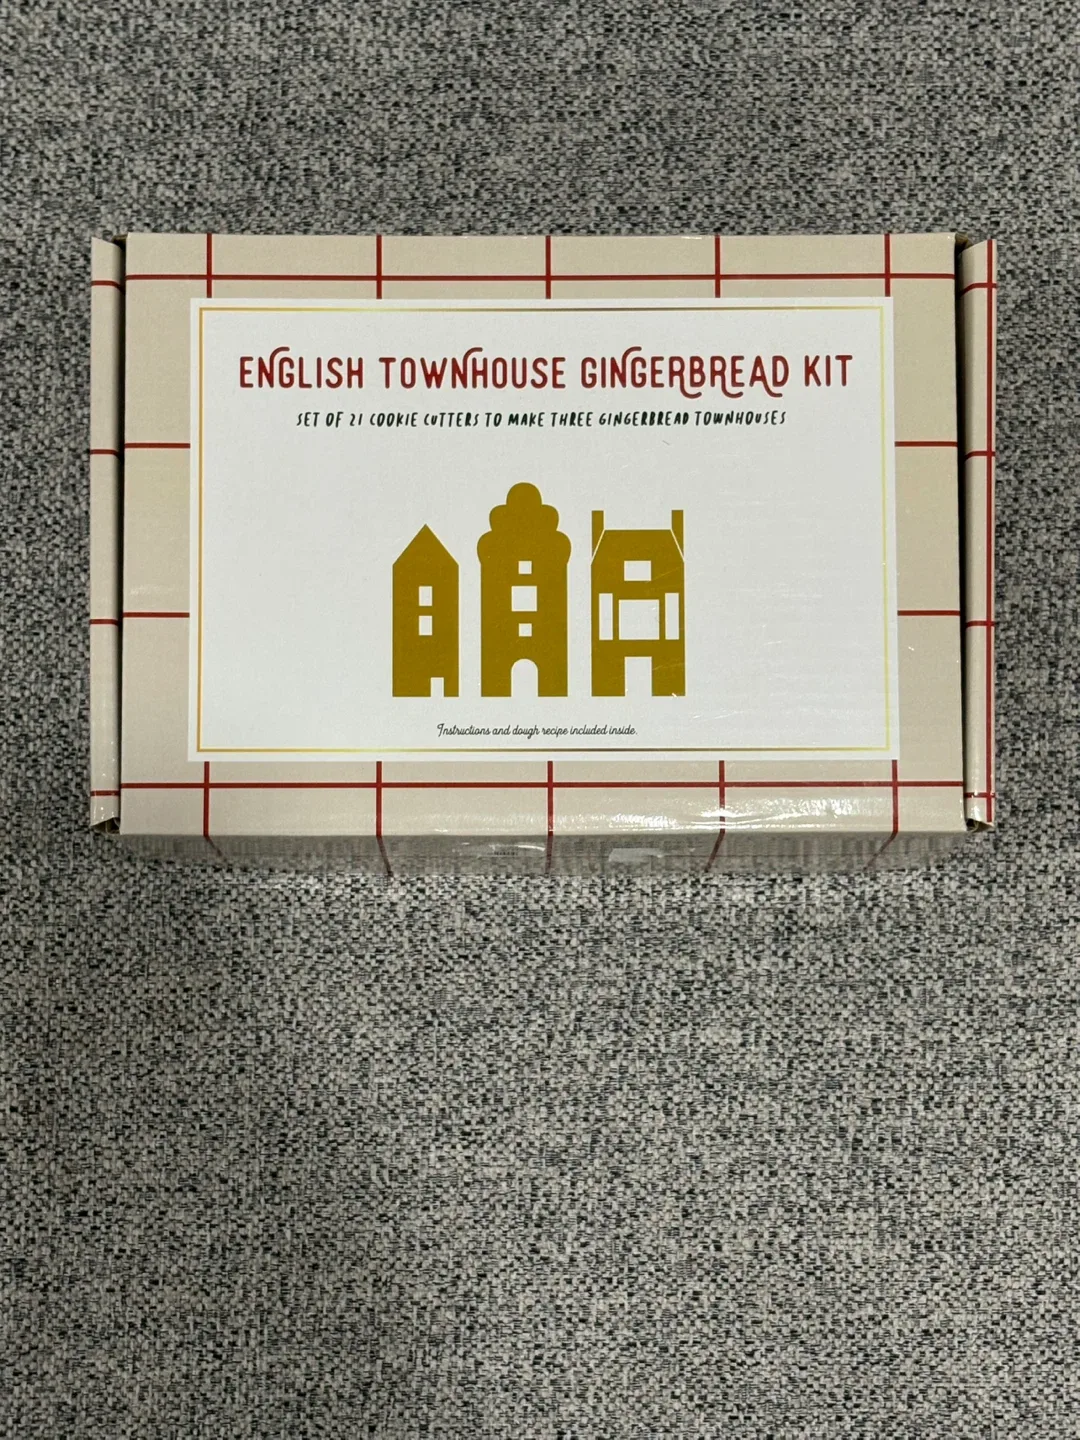 ENGLISH TOWNHOUSE GINGERBREAD KIT
SET OF 21 COOKIE CUTTERS TO MAKE THREE GINGERBREAD TOWNHOUSES
Instructions and dough recipe included inside.